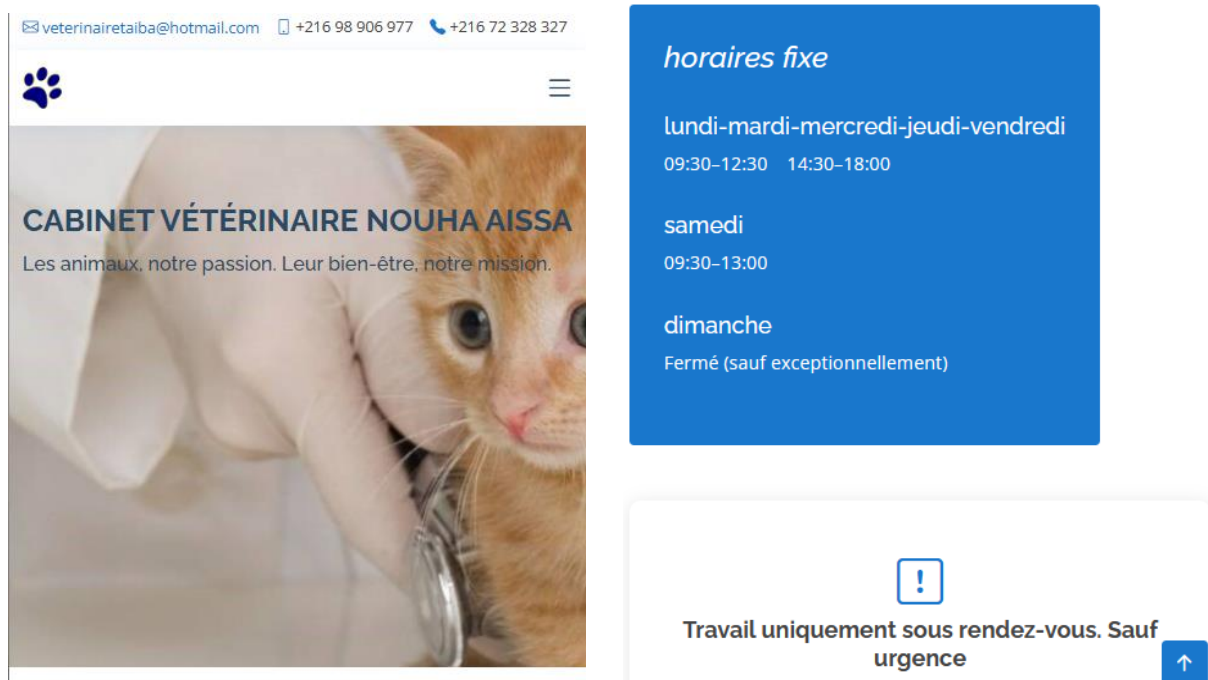 veterinairetaiba@hotmail.com +216 98 906 977 +216 72 328 327
CABINET VÉTÉRINAIRE NOUHA AISSA
Les animaux, notre passion. Leur bien-être, notre mission.
horaires fixe
lundi-mardi-mercredi-jeudi-vendredi
09:30–12:30 14:30–18:00
samedi
09:30–13:00
dimanche
Fermé (sauf exceptionnellement)
!
Travail uniquement sous rendez-vous. Sauf
urgence